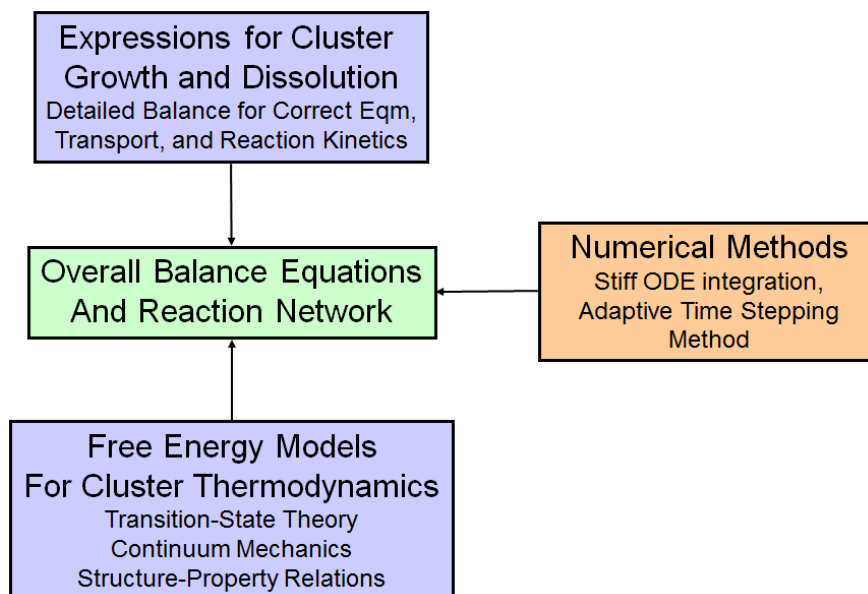 Expressions for Cluster
Growth and Dissolution
Detailed Balance for Correct Eqm,
Transport, and Reaction Kinetics
Overall Balance Equations
And Reaction Network
Numerical Methods
Stiff ODE integration,
Adaptive Time Stepping
Method
Free Energy Models
For Cluster Thermodynamics
Transition-State Theory
Continuum Mechanics
Structure-Property Relations